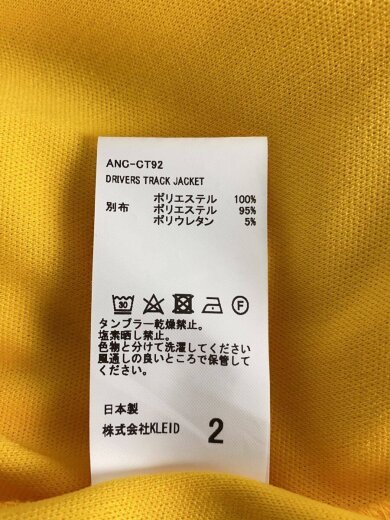 ANC-CT92
DRIVERS TRACK JACKET
ポリエステル 100%
別布 ポリエステル 95%
ポリウレタン 5%
30 F
タンブラー乾燥禁止。
塩素晒し禁止。
色物と分けて洗濯してください
風通しの良いところで保管して
ください。
日本製
株式会社KLEID 2